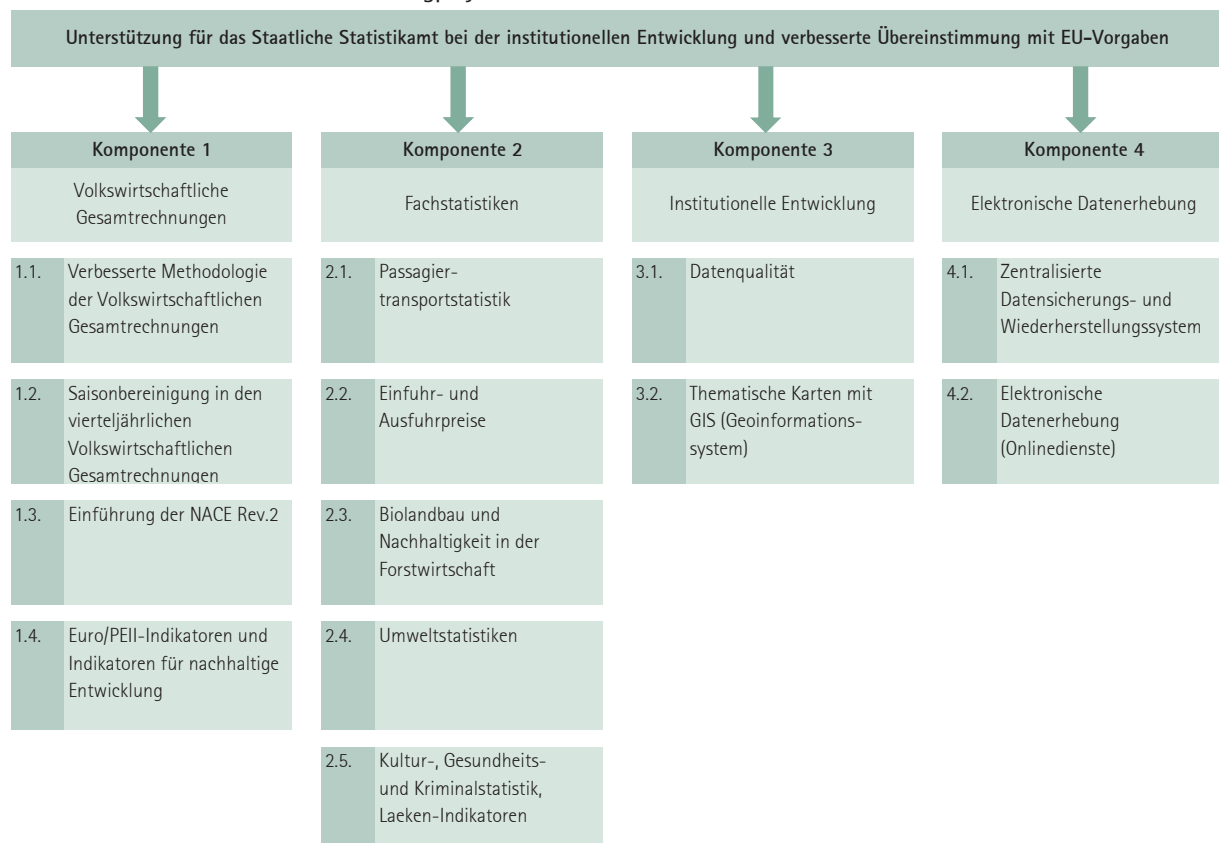 Unterstützung für das Staatliche Statistikamt bei der institutionellen Entwicklung und verbesserte Übereinstimmung mit EU-Vorgaben
Komponente 1
Volkswirtschaftliche
Gesamtrechnungen
1.1. Verbesserte Methodologie
der Volkswirtschaftlichen
Gesamtrechnungen
1.2. Saisonbereinigung in den
vierteljährlichen
Volkswirtschaftlichen
Gesamtrechnungen
1.3. Einführung der NACE Rev.2
1.4. Euro/PEII-Indikatoren und
Indikatoren für nachhaltige
Entwicklung
Komponente 2
Fachstatistiken
2.1. Passagier-
transportstatistik
2.2. Einfuhr- und
Ausfuhrpreise
2.3. Biolandbau und
Nachhaltigkeit in der
Forstwirtschaft
2.4. Umweltstatistiken
2.5. Kultur-, Gesundheits-
und Kriminalstatistik,
Laeken-Indikatoren
Komponente 3
Institutionelle Entwicklung
3.1. Datenqualität
3.2. Thematische Karten mit
GIS (Geoinformations-
system)
Komponente 4
Elektronische Datenerhebung
4.1. Zentralisierte
Datensicherungs- und
Wiederherstellungssystem
4.2. Elektronische
Datenerhebung
(Onlinedienste)